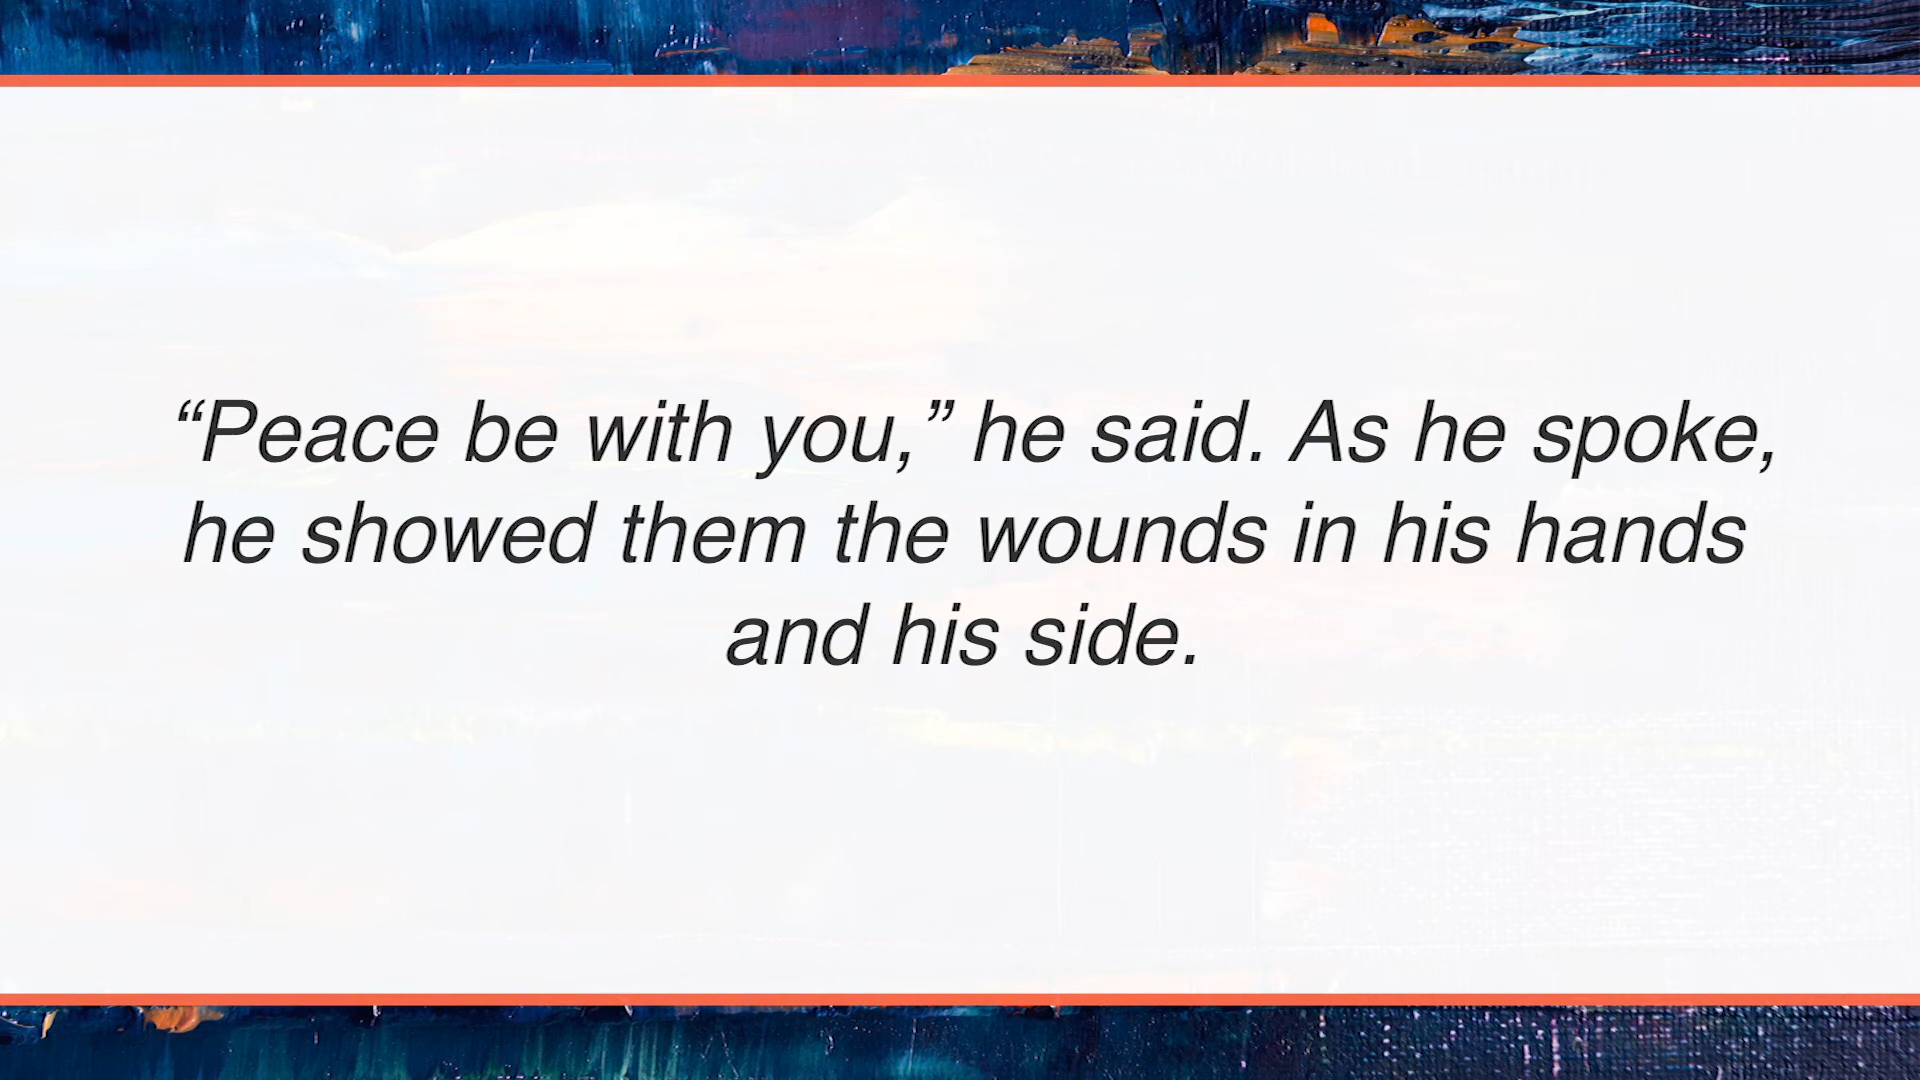 “Peace be with you,” he said. As he spoke,
he showed them the wounds in his hands
and his side.